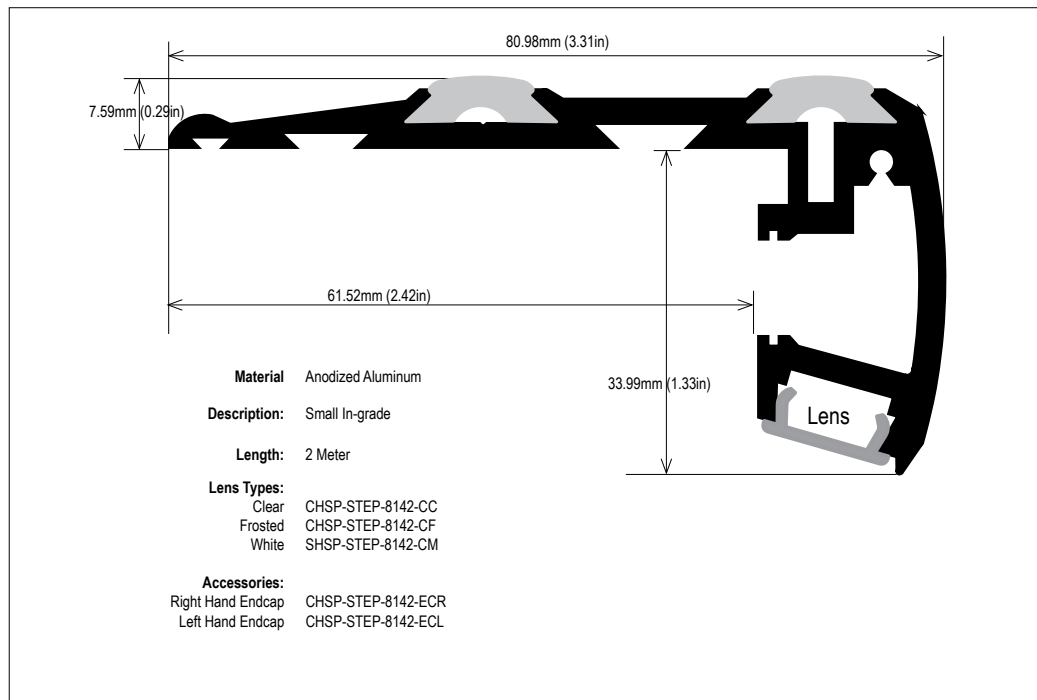 80.98mm (3.31in)
7.59mm (0.29in)
61.52mm (2.42in)
33.99mm (1.33in)
Lens
Material Anodized Aluminum
Description: Small In-grade
Length: 2 Meter
Lens Types:
Clear CHSP-STEP-8142-CC
Frosted CHSP-STEP-8142-CF
White SHSP-STEP-8142-CM
Accessories:
Right Hand Endcap CHSP-STEP-8142-ECR
Left Hand Endcap CHSP-STEP-8142-ECL